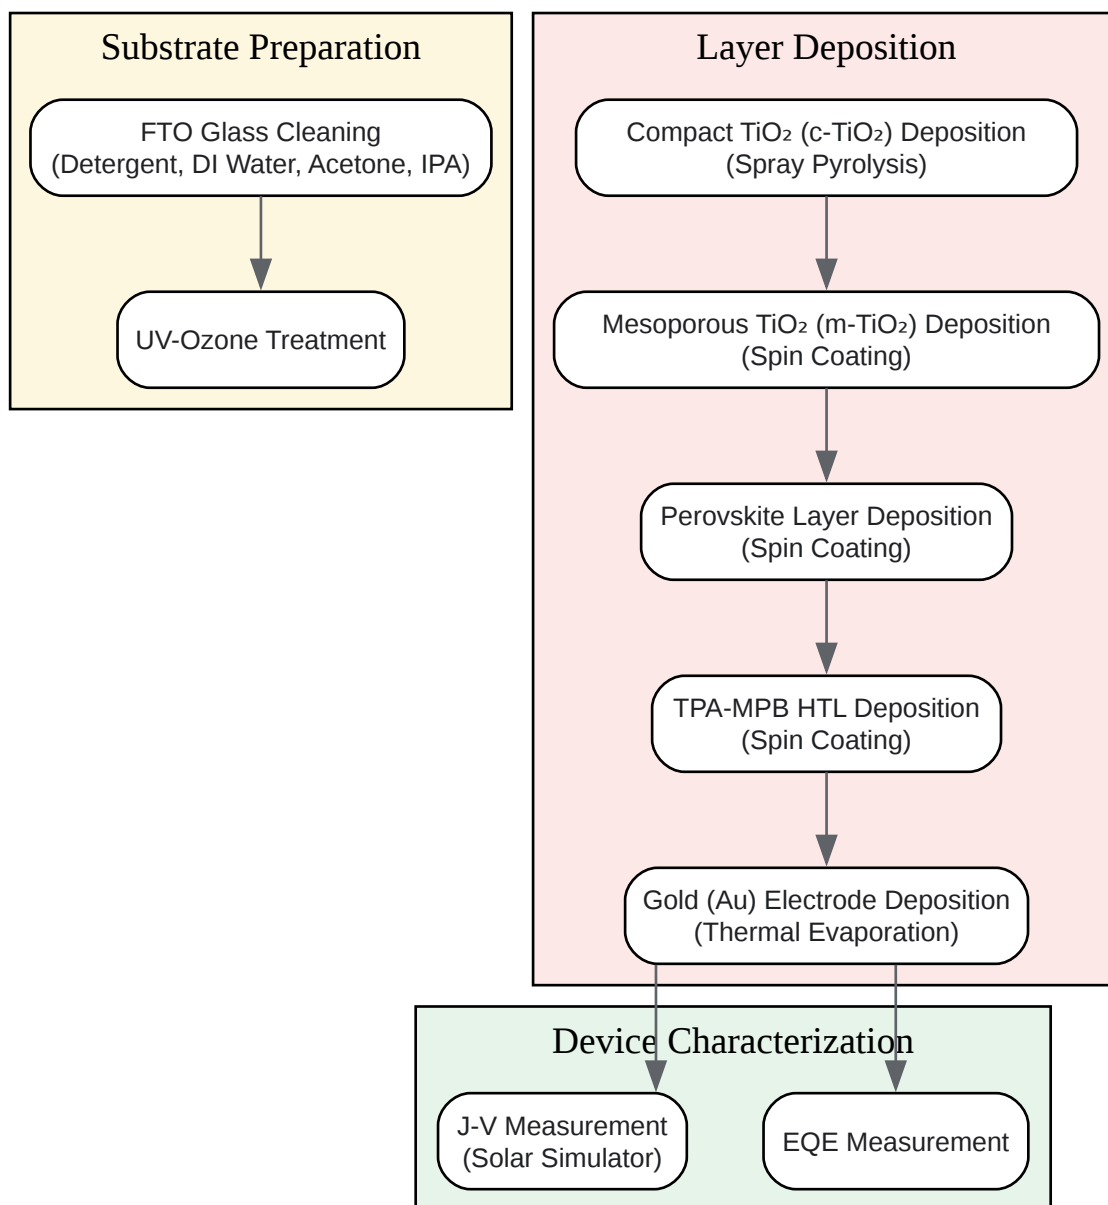 Substrate Preparation
FTO Glass Cleaning
(Detergent, DI Water, Acetone, IPA)
UV-Ozone Treatment
Layer Deposition
Compact TiO₂ (c-TiO₂) Deposition
(Spray Pyrolysis)
Mesoporous TiO₂ (m-TiO₂) Deposition
(Spin Coating)
Perovskite Layer Deposition
(Spin Coating)
TPA-MPB HTL Deposition
(Spin Coating)
Gold (Au) Electrode Deposition
(Thermal Evaporation)
Device Characterization
J-V Measurement
(Solar Simulator)
EQE Measurement